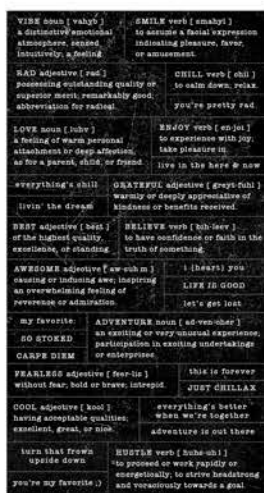 VIBE noun [ vahyb ]
a distinctive emotional
atmosphere, sensed
intuitively; a feeling
SMILE verb [ smahyl ]
to assume a facial expression
indicating pleasure, favor,
or amusement.
RAD adjective [ rad ]
possessing outstanding quality or
superior merit; remarkably good;
abbreviation for radical.
CHILL verb [ chil ]
to calm down; relax.
you're pretty rad
LOVE noun [ luhv ]
a feeling of warm personal
attachment or deep affection,
as for a parent, child, or friend.
ENJOY verb [ en-joi ]
to experience with joy;
take pleasure in.
live in the here & now
everything's chill
livin' the dream
GRATEFUL adjective [ greyt-fuhl ]
warmly or deeply appreciative of
kindness or benefits received.
BEST adjective [ best ]
of the highest quality,
excellence, or standing.
BELIEVE verb [ bih-leev ]
to have confidence or faith in the
truth of something.
AWESOME adjective [ aw-suh m ]
causing or inducing awe; inspiring
an overwhelming feeling of
reverence or admiration.
i {heart} you
LIFE IS GOOD
let's get lost
my favorite:
SO STOKED
CARPE DIEM
ADVENTURE noun [ ad-ven-cher ]
an exciting or very unusual experience;
participation in exciting undertakings
or enterprises.
FEARLESS adjective [ feer-lis ]
without fear; bold or brave; intrepid.
this is forever
JUST CHILLAX
COOL adjective [ kool ]
having acceptable qualities;
excellent, great, or nice.
everything's better
when we're together
adventure is out there
turn that frown
upside down
you're my favorite ;)
HUSTLE verb [ huhs-uh l ]
to proceed or work rapidly or
energetically; to strive headstrong
and voraciously towards a goal.